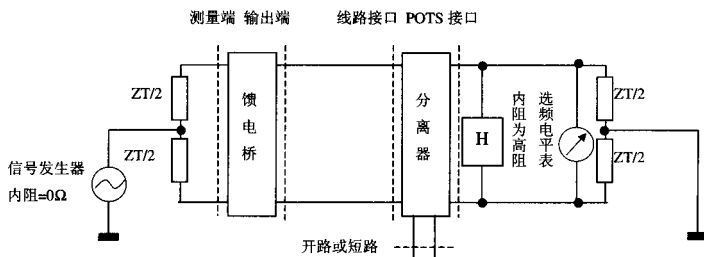 测量端 输出端 线路接口 POTS 接口
ZT/2
ZT/2
馈电桥
分离器
H
内阻为高阻
选频电平表
ZT/2
ZT/2
信号发生器
内阻=0Ω
开路或短路